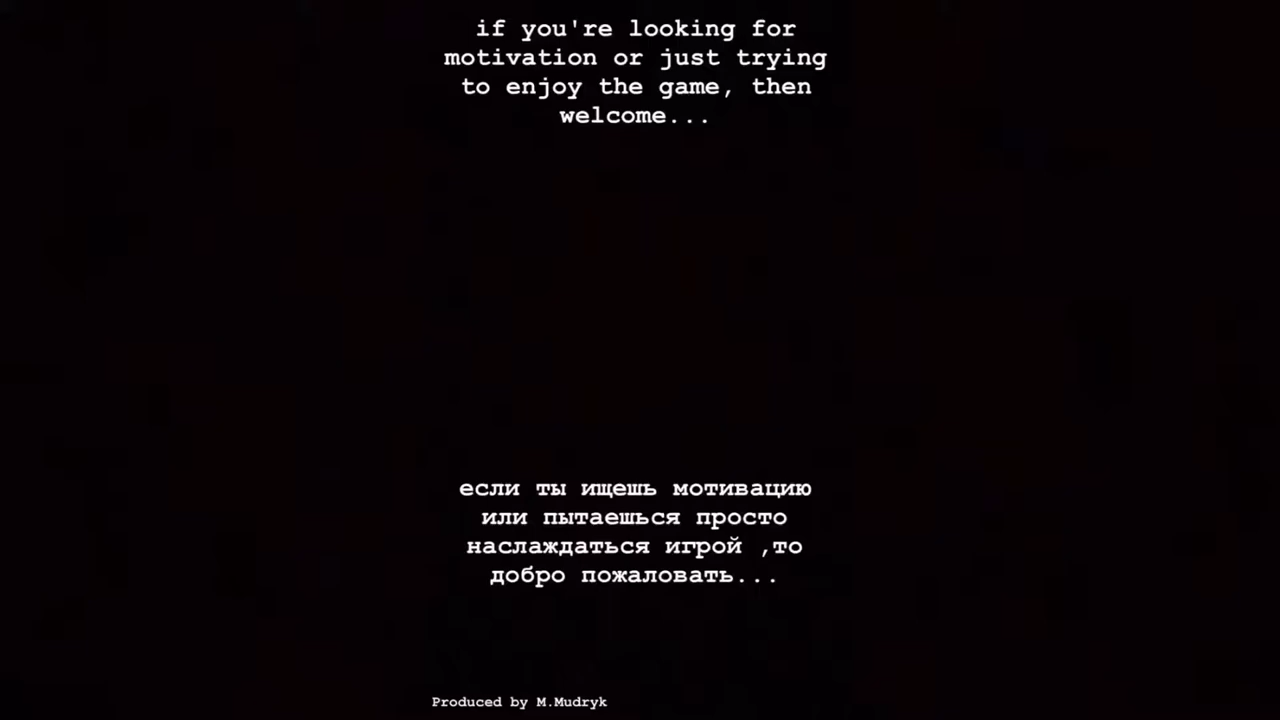 if you're looking for
motivation or just trying
to enjoy the game, then
welcome...
если ты ищешь мотивацию
или пытаешься просто
наслаждаться игрой ,то
добро пожаловать...
Produced by M.Mudryk